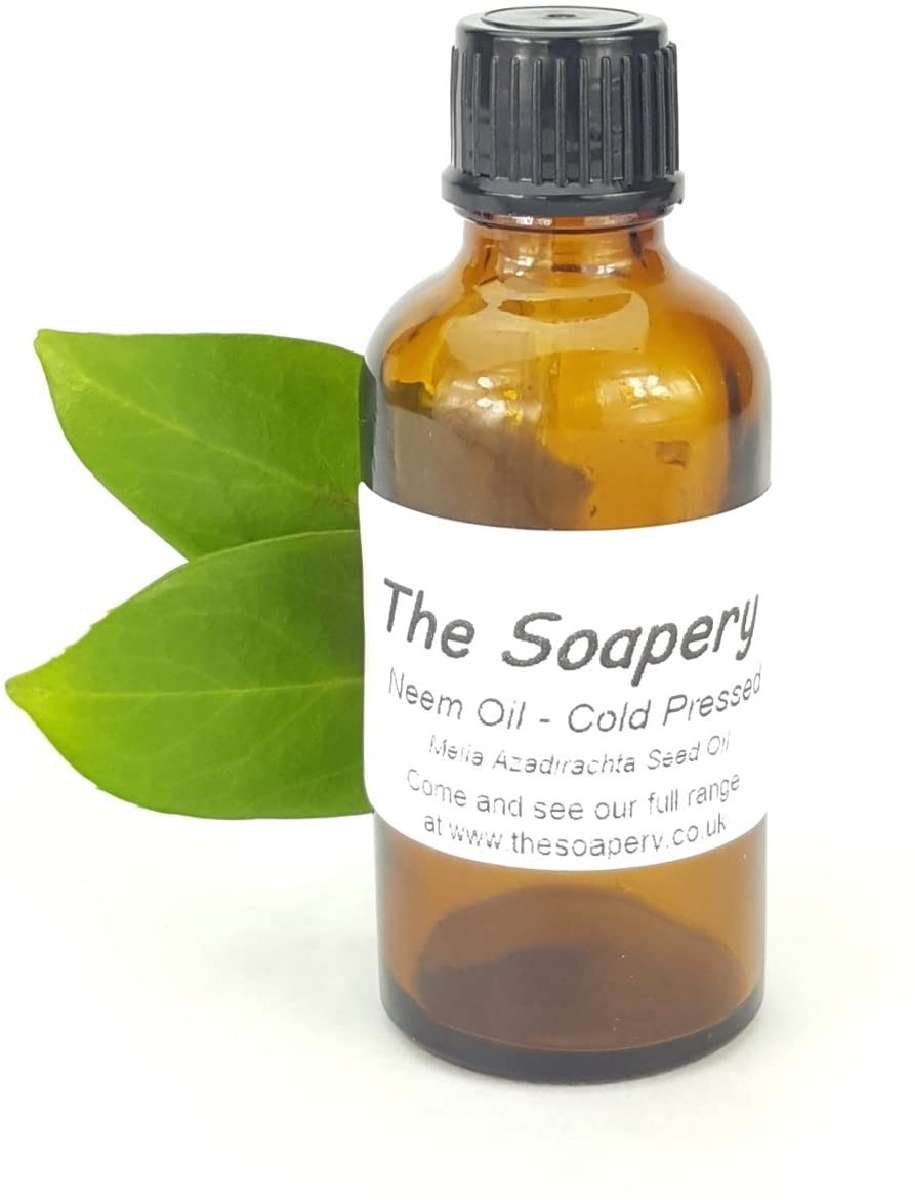 The Soapery
Neem Oil - Cold Pressed
Melia Azadirachta Seed Oil
Come and see our full range
at www.thesoapery.co.uk